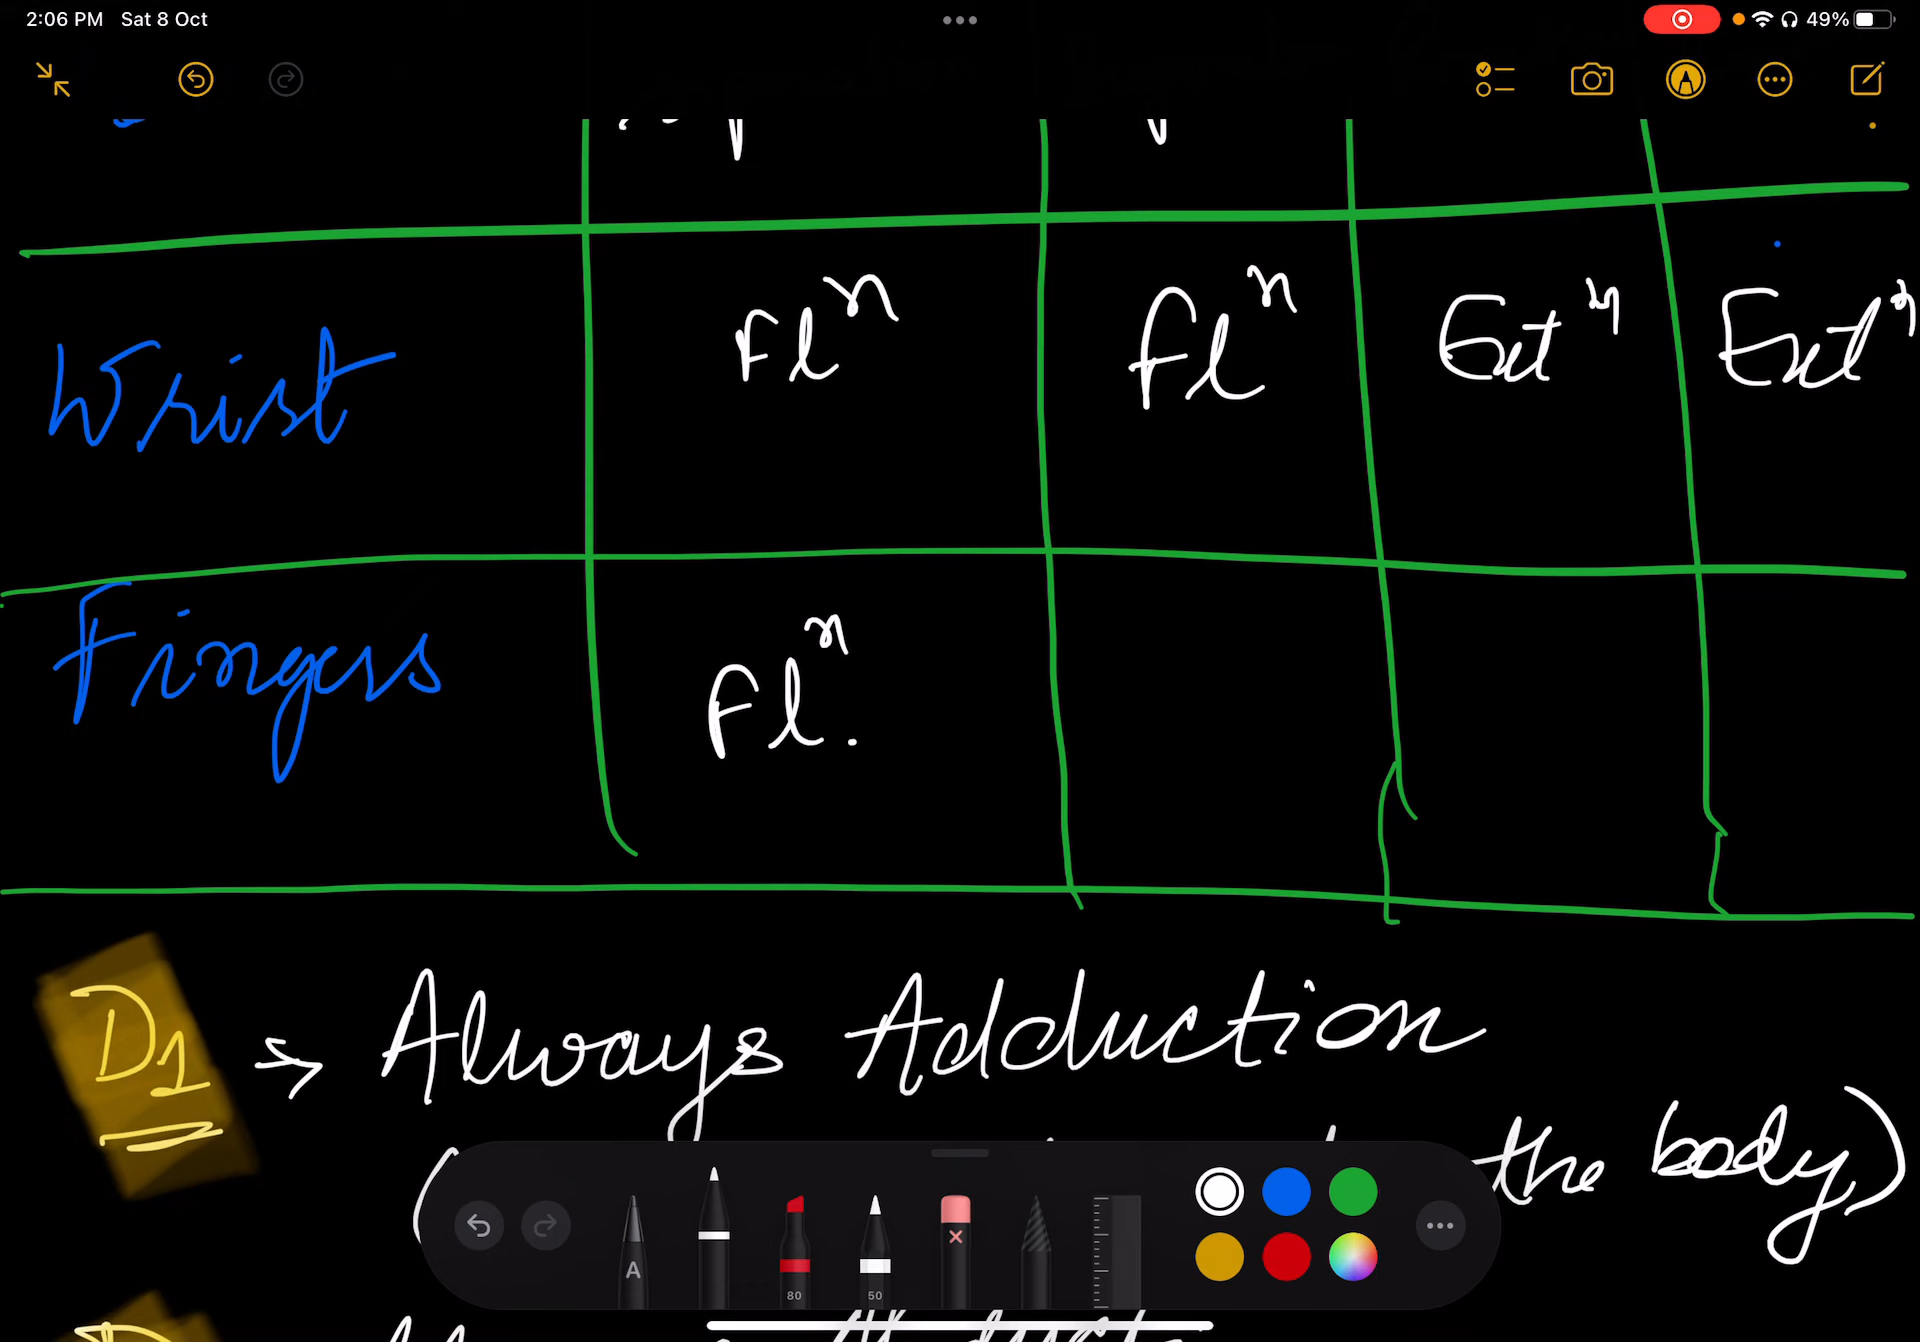 2:06 PM Sat 8 Oct 49%
Wrist Flⁿ Flⁿ Extⁿ Extⁿ
Fingers Flⁿ.
D1 → Always Adduction
the body)
A 80 50